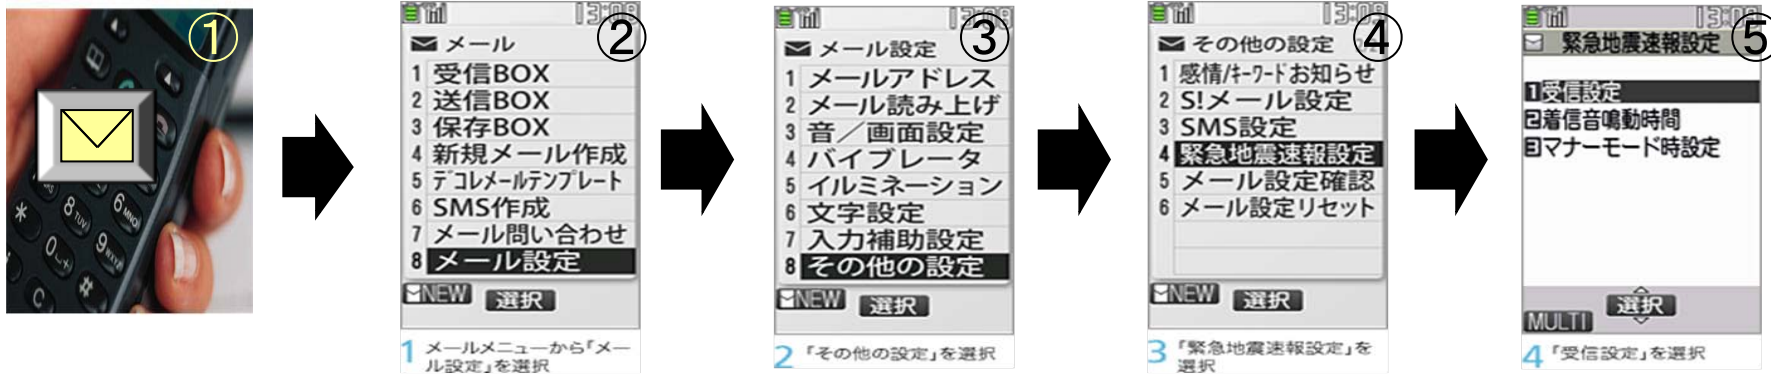 ①
②
13:09
メール
1 受信BOX
2 送信BOX
3 保存BOX
4 新規メール作成
5 デコレメールテンプレート
6 SMS作成
7 メール問い合わせ
8 メール設定
NEW 選択
1 メールメニューから「メー
ル設定」を選択
③
メール設定
1 メールアドレス
2 メール読み上げ
3 音／画面設定
4 バイブレータ
5 イルミネーション
6 文字設定
7 入力補助設定
8 その他の設定
NEW 選択
2 「その他の設定」を選択
④
13:09
その他の設定
1 感情/キーワードお知らせ
2 S!メール設定
3 SMS設定
4 緊急地震速報設定
5 メール設定確認
6 メール設定リセット
NEW 選択
3 「緊急地震速報設定」を
選択
⑤
緊急地震速報設定
1受信設定
2着信音鳴動時間
3マナーモード時設定
選択
MULTI
4 「受信設定」を選択